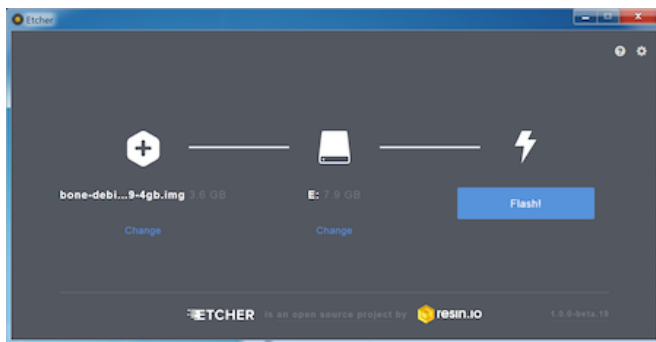 Etcher
bone-debi...9-4gb.img 3.6 GB
E: 7.9 GB
Flash!
Change
Change
ETCHER is an open source project by resin.io 1.0.0-beta.19